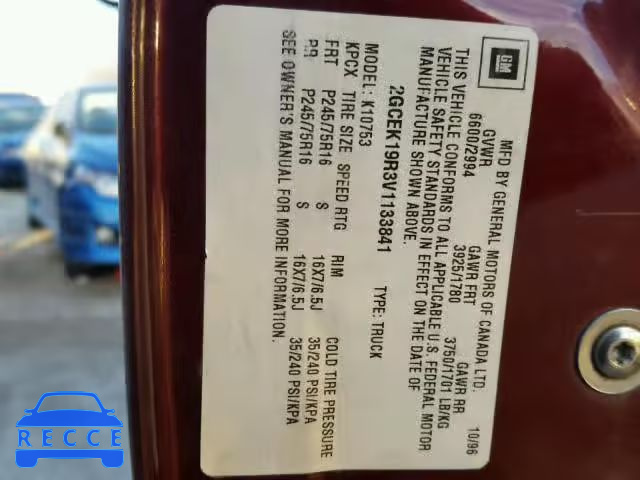 GM
MFD BY GENERAL MOTORS OF CANADA LTD. 10/96
GVWR GAWR FRT GAWR RR
6600/2994 3925/1780 3750/1701 LB/KG
THIS VEHICLE CONFORMS TO ALL APPLICABLE U.S. FEDERAL MOTOR
VEHICLE SAFETY STANDARDS IN EFFECT ON THE DATE OF
MANUFACTURE SHOWN ABOVE.
2GCEK19R3V1133841 TYPE: TRUCK
MODEL: K10753
KPCX TIRE SIZE SPEED RTG RIM COLD TIRE PRESSURE
FRT P245/75R16 S 16X7/6.5J 35/240 PSI/KPA
RR P245/75R16 S 16X7/6.5J 35/240 PSI/KPA
SEE OWNER'S MANUAL FOR MORE INFORMATION.
RECCE